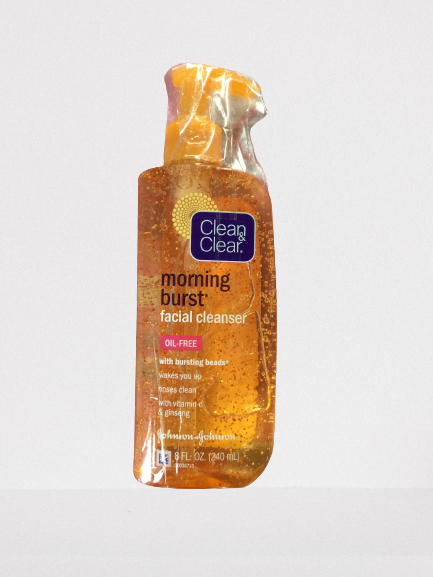 Clean &
Clear®
morning
burst®
facial cleanser
OIL-FREE
with bursting beads®
wakes you up
noses clean
with vitamin c
& ginseng
Johnson & Johnson
8 FL. OZ. (240 mL)